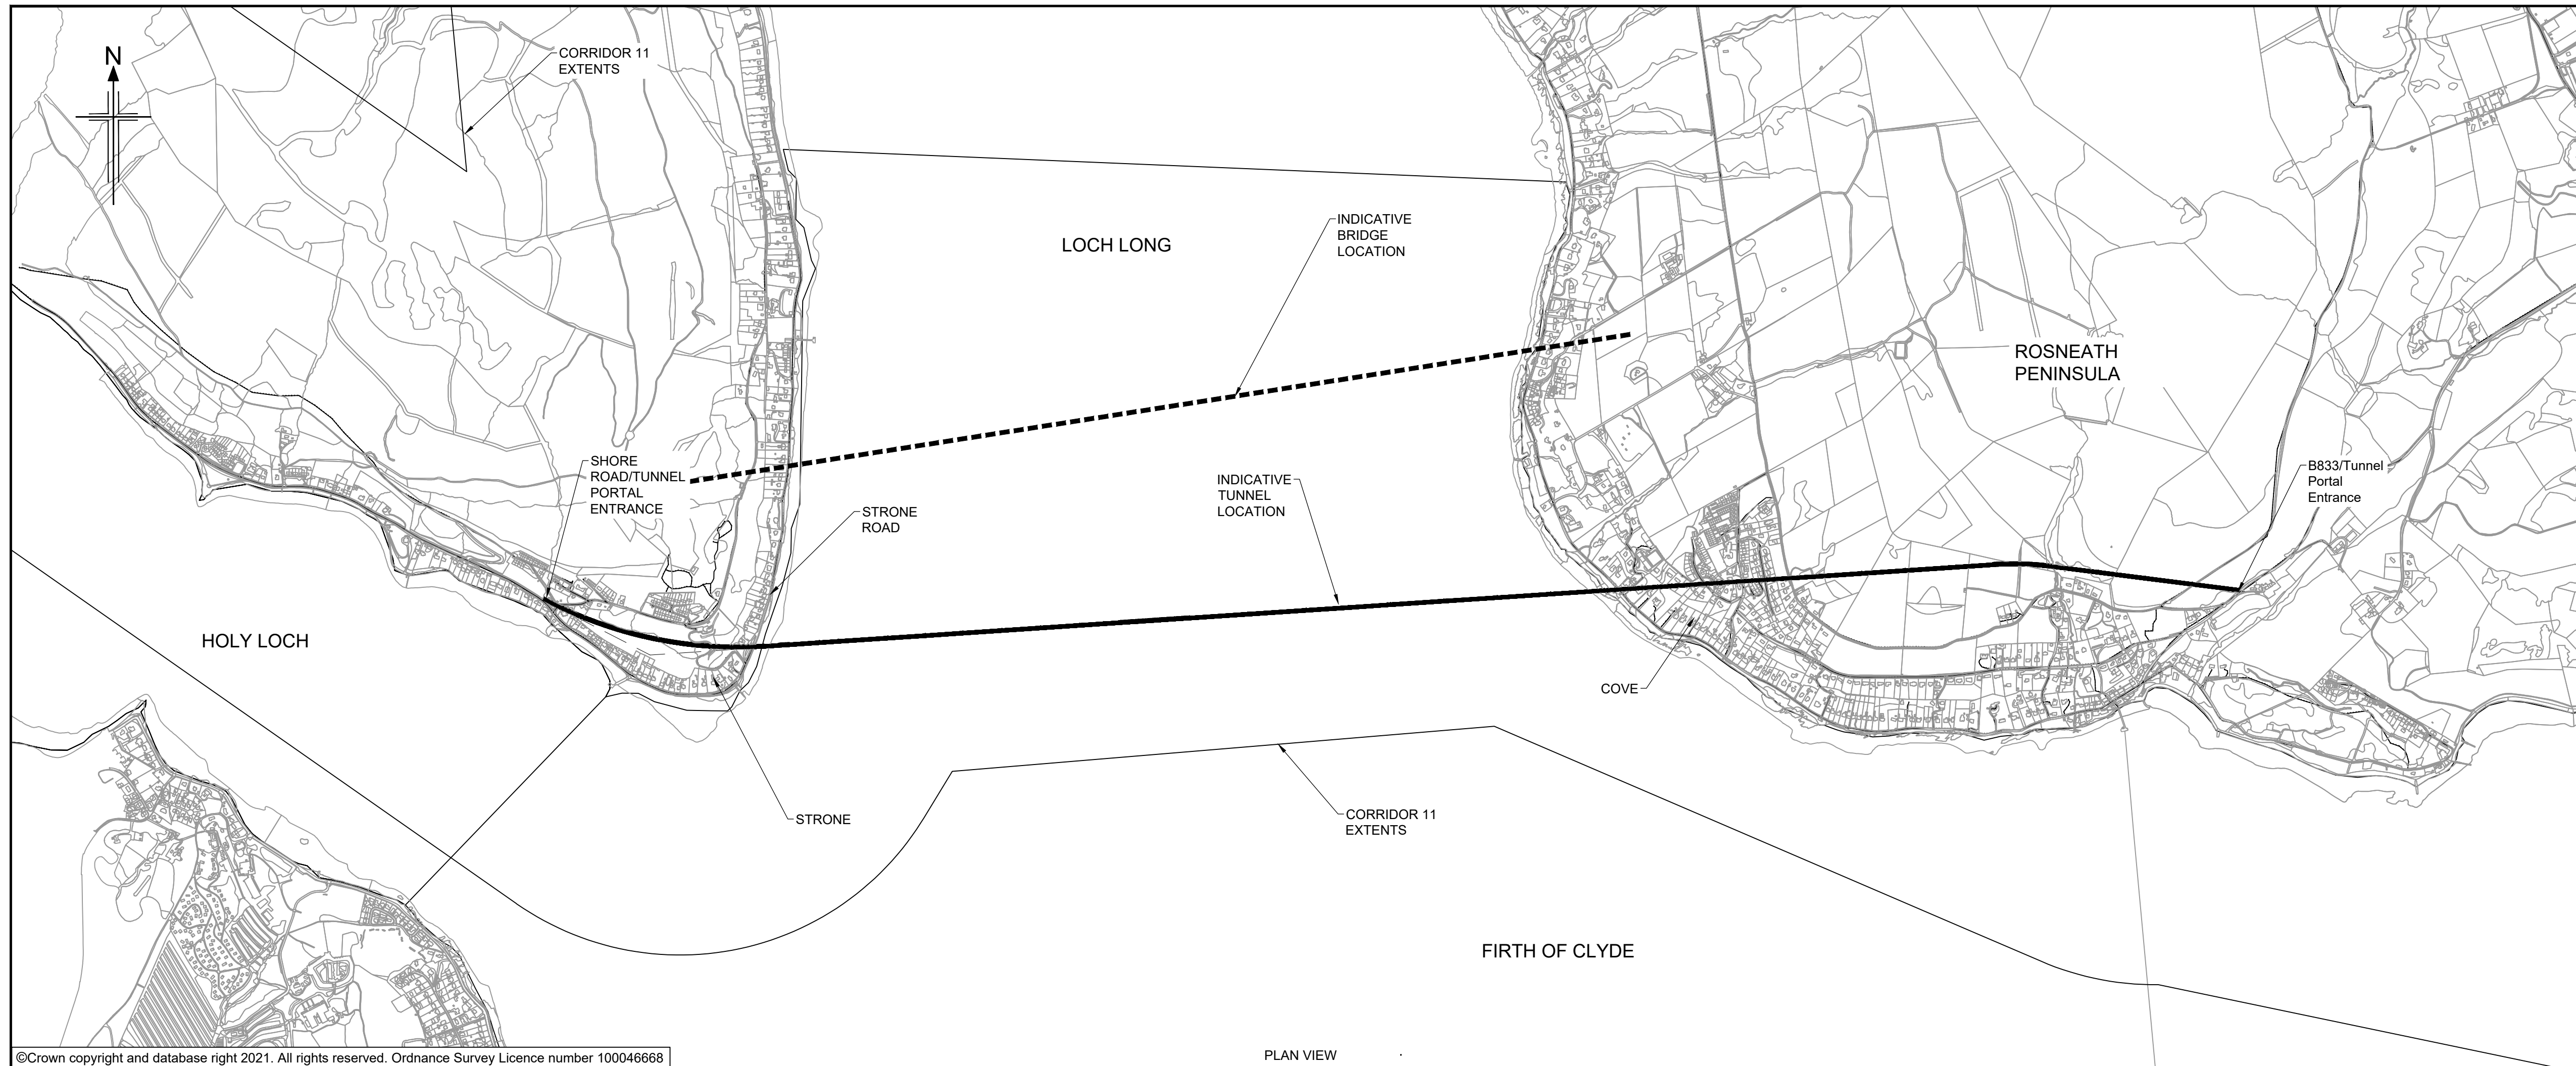 N
CORRIDOR 11
EXTENTS
LOCH LONG
INDICATIVE
BRIDGE
LOCATION
ROSNEATH
PENINSULA
SHORE
ROAD/TUNNEL
PORTAL
ENTRANCE
STRONE
ROAD
INDICATIVE
TUNNEL
LOCATION
B833/Tunnel
Portal
Entrance
HOLY LOCH
COVE
STRONE
CORRIDOR 11
EXTENTS
FIRTH OF CLYDE
©Crown copyright and database right 2021. All rights reserved. Ordnance Survey Licence number 100046668
PLAN VIEW